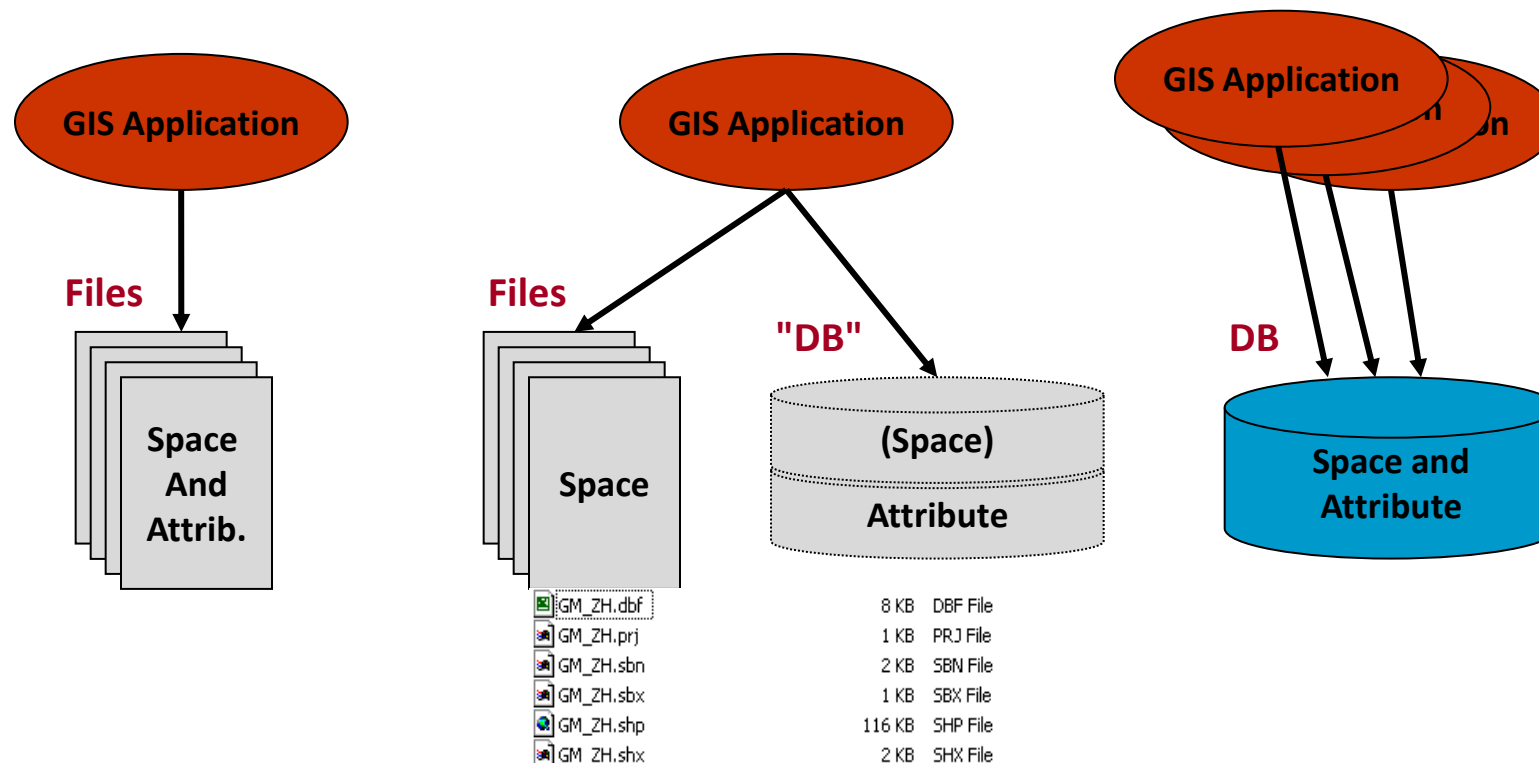 GIS Application
Files
Space
And
Attrib.
GIS Application
Files
"DB"
Space
(Space)
Attribute
GM_ZH.dbf 8 KB DBF File
GM_ZH.prj 1 KB PRJ File
GM_ZH.sbn 2 KB SBN File
GM_ZH.sbx 1 KB SBX File
GM_ZH.shp 116 KB SHP File
GM_ZH.shx 2 KB SHX File
GIS Application
n
on
DB
Space and
Attribute